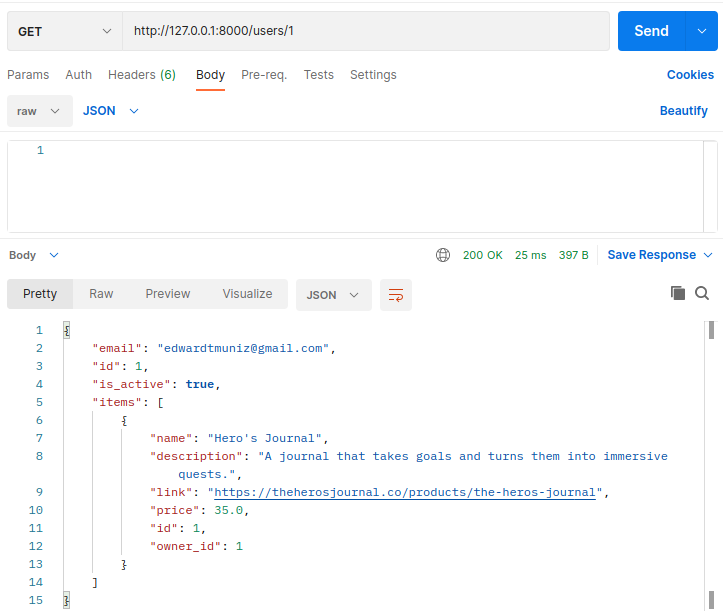 GET http://127.0.0.1:8000/users/1 Send
Params Auth Headers (6) Body Pre-req. Tests Settings Cookies
raw JSON Beautify
1
Body 200 OK 25 ms 397 B Save Response
Pretty Raw Preview Visualize JSON
1 {
2 "email": "edwardtmuniz@gmail.com",
3 "id": 1,
4 "is_active": true,
5 "items": [
6 {
7 "name": "Hero's Journal",
8 "description": "A journal that takes goals and turns them into immersive
quests.",
9 "link": "https://theherosjournal.co/products/the-heros-journal",
10 "price": 35.0,
11 "id": 1,
12 "owner_id": 1
13 }
14 ]
15 }